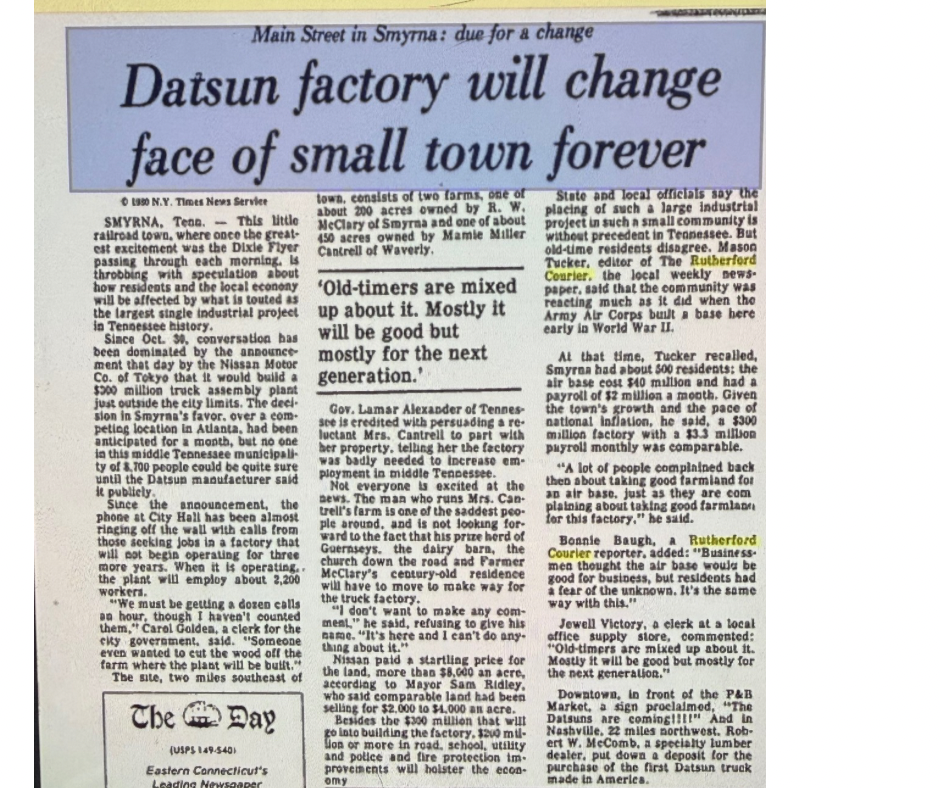 Main Street in Smyrna: due for a change
Datsun factory will change
face of small town forever
© 1980 N.Y. Times News Service
SMYRNA, Tenn. — This little
railroad town, where once the great-
est excitement was the Dixie Flyer
passing through each morning, is
throbbing with speculation about
how residents and the local economy
will be affected by what is touted as
the largest single industrial project
in Tennessee history.
Since Oct. 30, conversation has
been dominated by the announce-
ment that day by the Nissan Motor
Co. of Tokyo that it would build a
$300 million truck assembly plant
just outside the city limits. The deci-
sion in Smyrna's favor, over a com-
peting location in Atlanta, had been
anticipated for a month, but no one
in this middle Tennessee municipali-
ty of 8,700 people could be quite sure
until the Datsun manufacturer said
it publicly.
Since the announcement, the
phone at City Hall has been almost
ringing off the wall with calls from
those seeking jobs in a factory that
will not begin operating for three
more years. When it is operating,
the plant will employ about 2,200
workers.
"We must be getting a dozen calls
an hour, though I haven't counted
them," Carol Golden, a clerk for the
city government, said. "Someone
even wanted to cut the wood off the
farm where the plant will be built."
The site, two miles southeast of
The Day
(USPS 149-540)
Eastern Connecticut's
Leading Newspaper
town, consists of two farms, one of
about 200 acres owned by R. W.
McClary of Smyrna and one of about
450 acres owned by Mamie Miller
Cantrell of Waverly.
'Old-timers are mixed
up about it. Mostly it
will be good but
mostly for the next
generation.'
Gov. Lamar Alexander of Tennes-
see is credited with persuading a re-
luctant Mrs. Cantrell to part with
her property, telling her the factory
was badly needed to increase em-
ployment in middle Tennessee.
Not everyone is excited at the
news. The man who runs Mrs. Can-
trell's farm is one of the saddest peo-
ple around, and is not looking for-
ward to the fact that his prize herd of
Guernseys, the dairy barn, the
church down the road and Farmer
McClary's century-old residence
will have to move to make way for
the truck factory.
"I don't want to make any com-
ment," he said, refusing to give his
name. "It's here and I can't do any-
thing about it."
Nissan paid a startling price for
the land, more than $8,000 an acre,
according to Mayor Sam Ridley,
who said comparable land had been
selling for $2,000 to $4,000 an acre.
Besides the $300 million that will
go into building the factory, $200 mil-
lion or more in road, school, utility
and police and fire protection im-
provements will bolster the econ-
omy
State and local officials say the
placing of such a large industrial
project in such a small community is
without precedent in Tennessee. But
old-time residents disagree. Mason
Tucker, editor of The Rutherford
Courier, the local weekly news-
paper, said that the community was
reacting much as it did when the
Army Air Corps built a base here
early in World War II.
At that time, Tucker recalled,
Smyrna had about 500 residents; the
air base cost $40 million and had a
payroll of $2 million a month. Given
the town's growth and the pace of
national inflation, he said, a $300
million factory with a $3.3 million
payroll monthly was comparable.
"A lot of people complained back
then about taking good farmland for
an air base, just as they are com
plaining about taking good farmland
for this factory," he said.
Bonnie Baugh, a Rutherford
Courier reporter, added: "Business-
men thought the air base would be
good for business, but residents had
a fear of the unknown. It's the same
way with this."
Jewell Victory, a clerk at a local
office supply store, commented:
"Old-timers are mixed up about it.
Mostly it will be good but mostly for
the next generation."
Downtown, in front of the P&B
Market, a sign proclaimed, "The
Datsuns are coming!!!!" And in
Nashville, 22 miles northwest, Rob-
ert W. McComb, a specialty lumber
dealer, put down a deposit for the
purchase of the first Datsun truck
made in America.